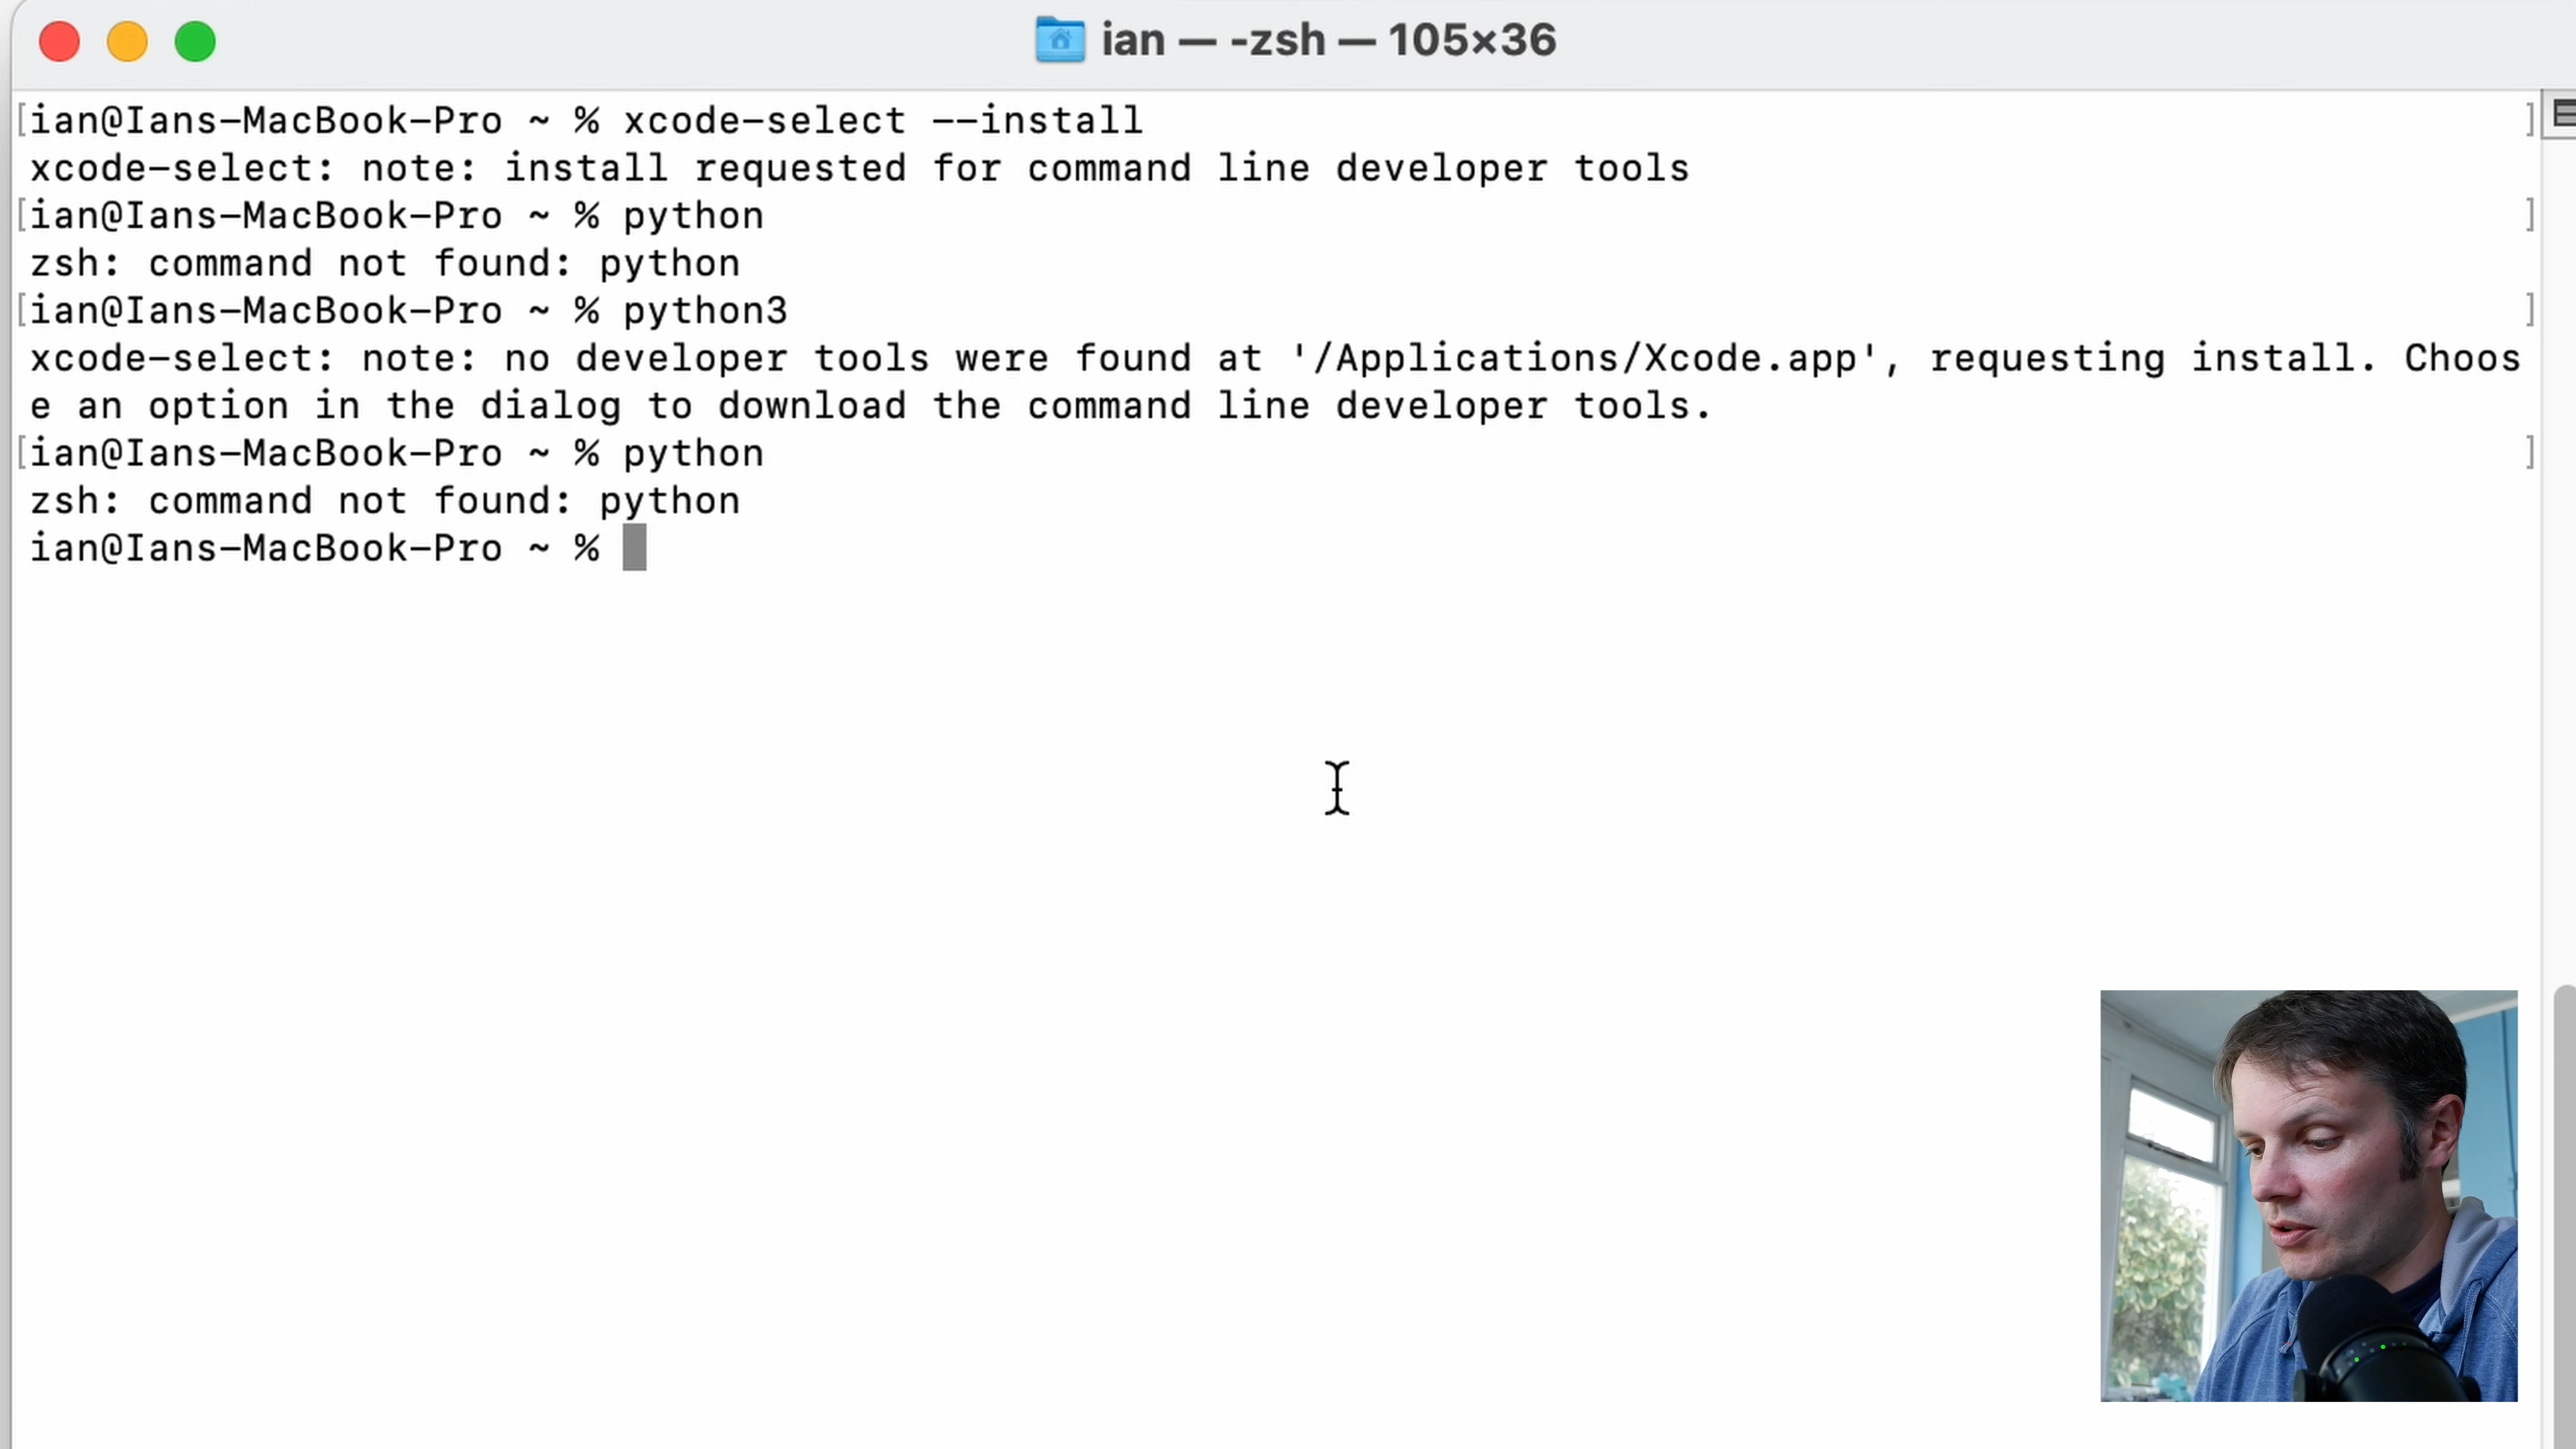 ian — -zsh — 105×36
[ian@Ians-MacBook-Pro ~ % xcode-select --install ]
xcode-select: note: install requested for command line developer tools
[ian@Ians-MacBook-Pro ~ % python ]
zsh: command not found: python
[ian@Ians-MacBook-Pro ~ % python3 ]
xcode-select: note: no developer tools were found at '/Applications/Xcode.app', requesting install. Choos
e an option in the dialog to download the command line developer tools.
[ian@Ians-MacBook-Pro ~ % python ]
zsh: command not found: python
ian@Ians-MacBook-Pro ~ %